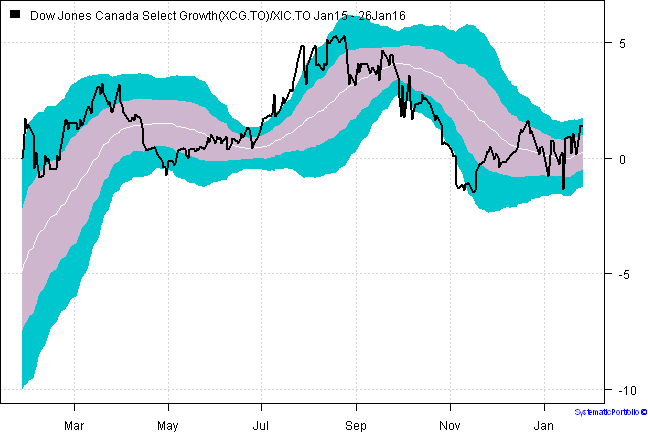 Dow Jones Canada Select Growth(XCG.TO)/XIC.TO Jan15 - 26Jan16
5
0
-5
-10
SystematicPortfolio ©
Mar May Jul Sep Nov Jan